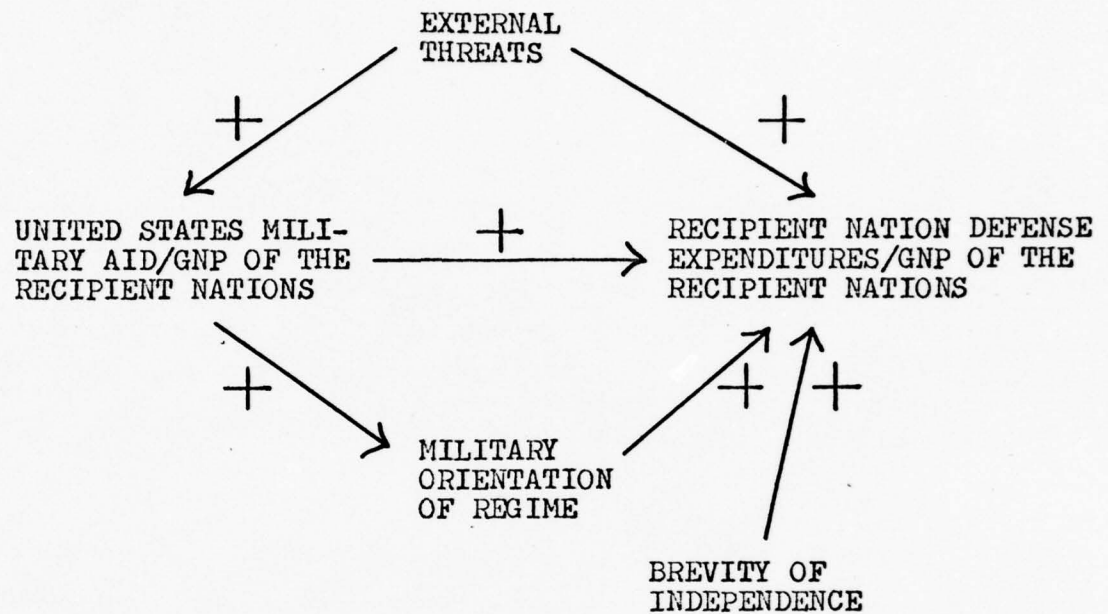 EXTERNAL
THREATS
+
+
UNITED STATES MILI-
TARY AID/GNP OF THE
RECIPIENT NATIONS
+
RECIPIENT NATION DEFENSE
EXPENDITURES/GNP OF THE
RECIPIENT NATIONS
+
+
+
MILITARY
ORIENTATION
OF REGIME
BREVITY OF
INDEPENDENCE